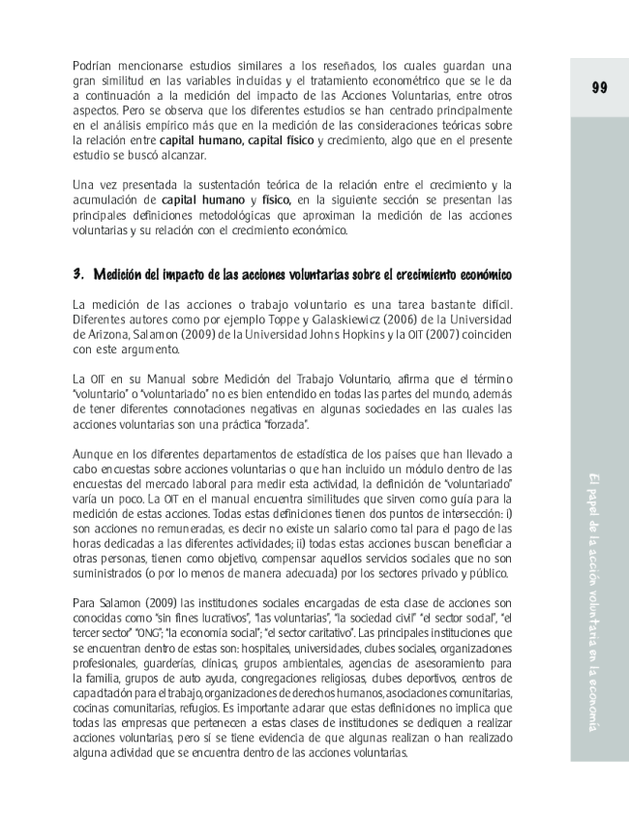 Podrían mencionarse estudios similares a los reseñados, los cuales guardan una
gran similitud en las variables incluidas y el tratamiento econométrico que se le da
a continuación a la medición del impacto de las Acciones Voluntarias, entre otros
aspectos. Pero se observa que los diferentes estudios se han centrado principalmente
en el análisis empírico más que en la medición de las consideraciones teóricas sobre
la relación entre capital humano, capital físico y crecimiento, algo que en el presente
estudio se buscó alcanzar.
Una vez presentada la sustentación teórica de la relación entre el crecimiento y la
acumulación de capital humano y físico, en la siguiente sección se presentan las
principales definiciones metodológicas que aproximan la medición de las acciones
voluntarias y su relación con el crecimiento económico.
3. Medición del impacto de las acciones voluntarias sobre el crecimiento económico
La medición de las acciones o trabajo voluntario es una tarea bastante difícil.
Diferentes autores como por ejemplo Toppe y Galaskiewicz (2006) de la Universidad
de Arizona, Salamon (2009) de la Universidad Johns Hopkins y la OIT (2007) coinciden
con este argumento.
La OIT en su Manual sobre Medición del Trabajo Voluntario, afirma que el término
“voluntario” o “voluntariado” no es bien entendido en todas las partes del mundo, además
de tener diferentes connotaciones negativas en algunas sociedades en las cuales las
acciones voluntarias son una práctica “forzada”.
Aunque en los diferentes departamentos de estadística de los países que han llevado a
cabo encuestas sobre acciones voluntarias o que han incluido un módulo dentro de las
encuestas del mercado laboral para medir esta actividad, la definición de “voluntariado”
varía un poco. La OIT en el manual encuentra similitudes que sirven como guía para la
medición de estas acciones. Todas estas definiciones tienen dos puntos de intersección: i)
son acciones no remuneradas, es decir no existe un salario como tal para el pago de las
horas dedicadas a las diferentes actividades; ii) todas estas acciones buscan beneficiar a
otras personas, tienen como objetivo, compensar aquellos servicios sociales que no son
suministrados (o por lo menos de manera adecuada) por los sectores privado y público.
Para Salamon (2009) las instituciones sociales encargadas de esta clase de acciones son
conocidas como “sin fines lucrativos”, “las voluntarias”, “la sociedad civil” “el sector social”, “el
tercer sector” “ONG”; “la economía social”; “el sector caritativo”. Las principales instituciones que
se encuentran dentro de estas son: hospitales, universidades, clubes sociales, organizaciones
profesionales, guarderías, clínicas, grupos ambientales, agencias de asesoramiento para
la familia, grupos de auto ayuda, congregaciones religiosas, clubes deportivos, centros de
capacitación para el trabajo, organizaciones de derechos humanos, asociaciones comunitarias,
cocinas comunitarias, refugios. Es importante aclarar que estas definiciones no implica que
todas las empresas que pertenecen a estas clases de instituciones se dediquen a realizar
acciones voluntarias, pero sí se tiene evidencia de que algunas realizan o han realizado
alguna actividad que se encuentra dentro de las acciones voluntarias.
99
El papel de la acción voluntaria en la economía